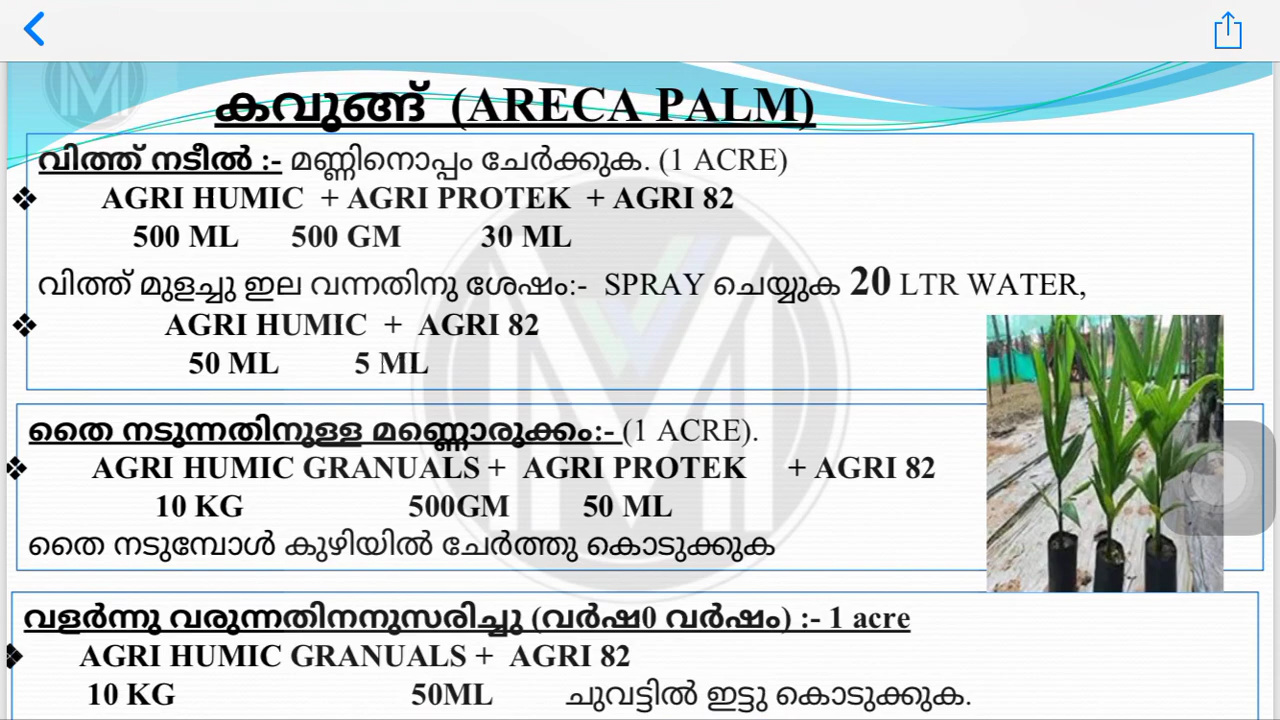 കവുങ്ങ് (ARECA PALM)
വിത്ത് നടീൽ :- മണ്ണിനൊപ്പം ചേർക്കുക. (1 ACRE)
❖ AGRI HUMIC + AGRI PROTEK + AGRI 82
500 ML 500 GM 30 ML
വിത്ത് മുളച്ചു ഇല വന്നതിനു ശേഷം:- SPRAY ചെയ്യുക 20 LTR WATER,
❖ AGRI HUMIC + AGRI 82
50 ML 5 ML
തൈ നടുന്നതിനുള്ള മണ്ണൊരുക്കം:- (1 ACRE).
❖ AGRI HUMIC GRANUALS + AGRI PROTEK + AGRI 82
10 KG 500GM 50 ML
തൈ നടുമ്പോൾ കുഴിയിൽ ചേർത്തു കൊടുക്കുക
വളർന്നു വരുന്നതിനനുസരിച്ചു (വർഷ0 വർഷം) :- 1 acre
❖ AGRI HUMIC GRANUALS + AGRI 82
10 KG 50ML ചുവട്ടിൽ ഇട്ടു കൊടുക്കുക.